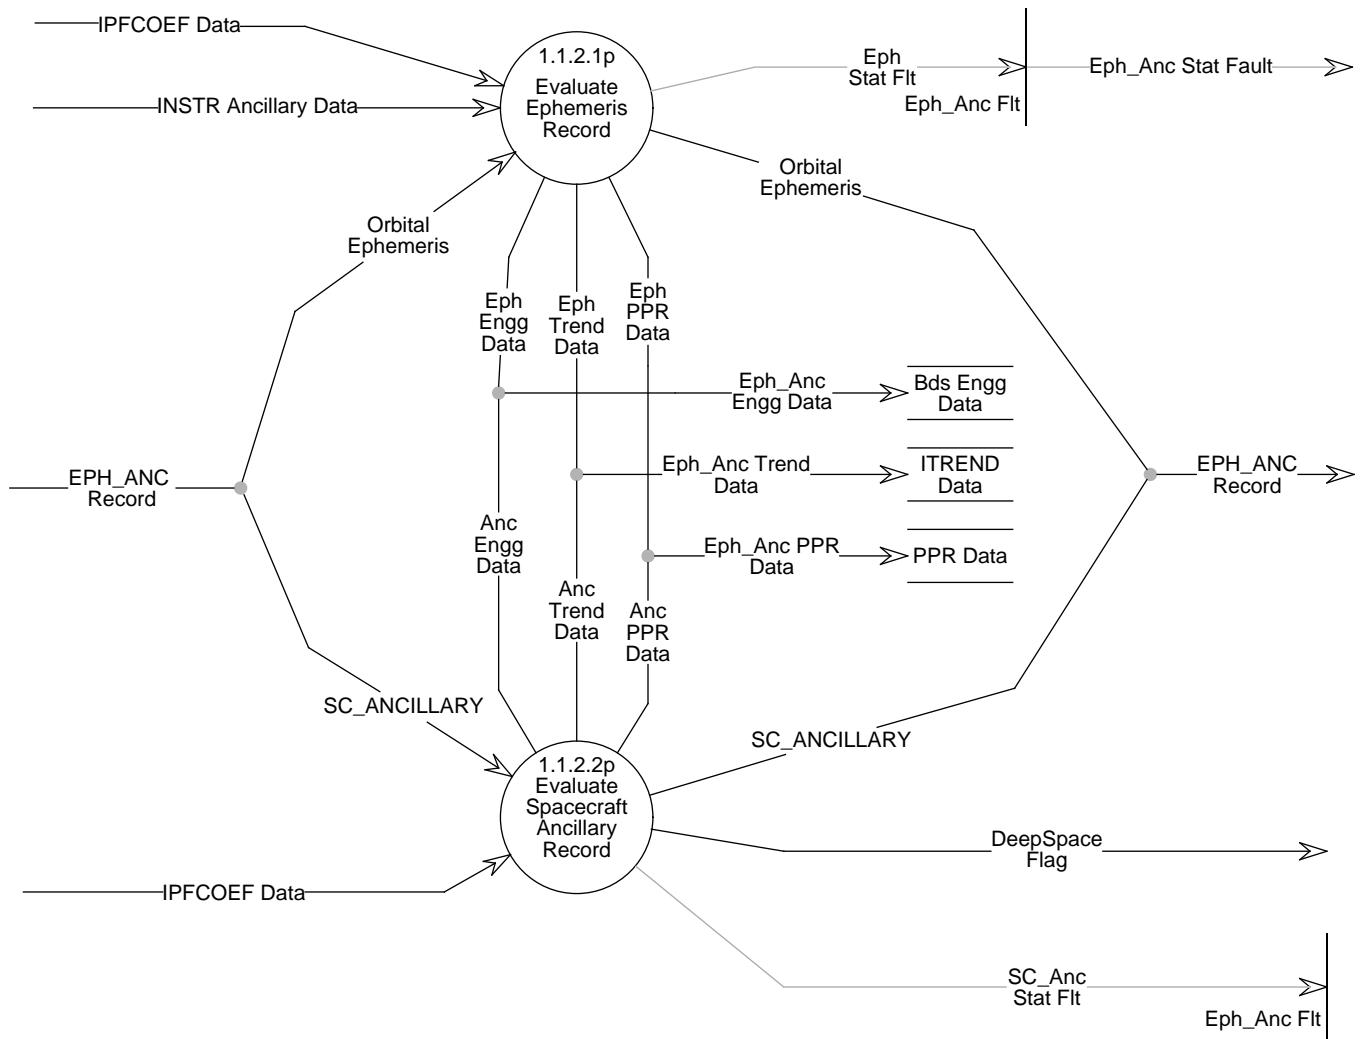 IPFCOEF Data
INSTR Ancillary Data
1.1.2.1p
Evaluate
Ephemeris
Record
Eph
Stat Flt
Eph_Anc Flt
Eph_Anc Stat Fault
Orbital
Ephemeris
Orbital
Ephemeris
Eph
Engg
Data
Eph
Trend
Data
Eph
PPR
Data
Eph_Anc
Engg Data
Bds Engg
Data
Eph_Anc Trend
Data
ITREND
Data
EPH_ANC
Record
EPH_ANC
Record
Anc
Engg
Data
Eph_Anc PPR
Data
PPR Data
Anc
Trend
Data
Anc
PPR
Data
SC_ANCILLARY
SC_ANCILLARY
1.1.2.2p
Evaluate
Spacecraft
Ancillary
Record
DeepSpace
Flag
IPFCOEF Data
SC_Anc
Stat Flt
Eph_Anc Flt